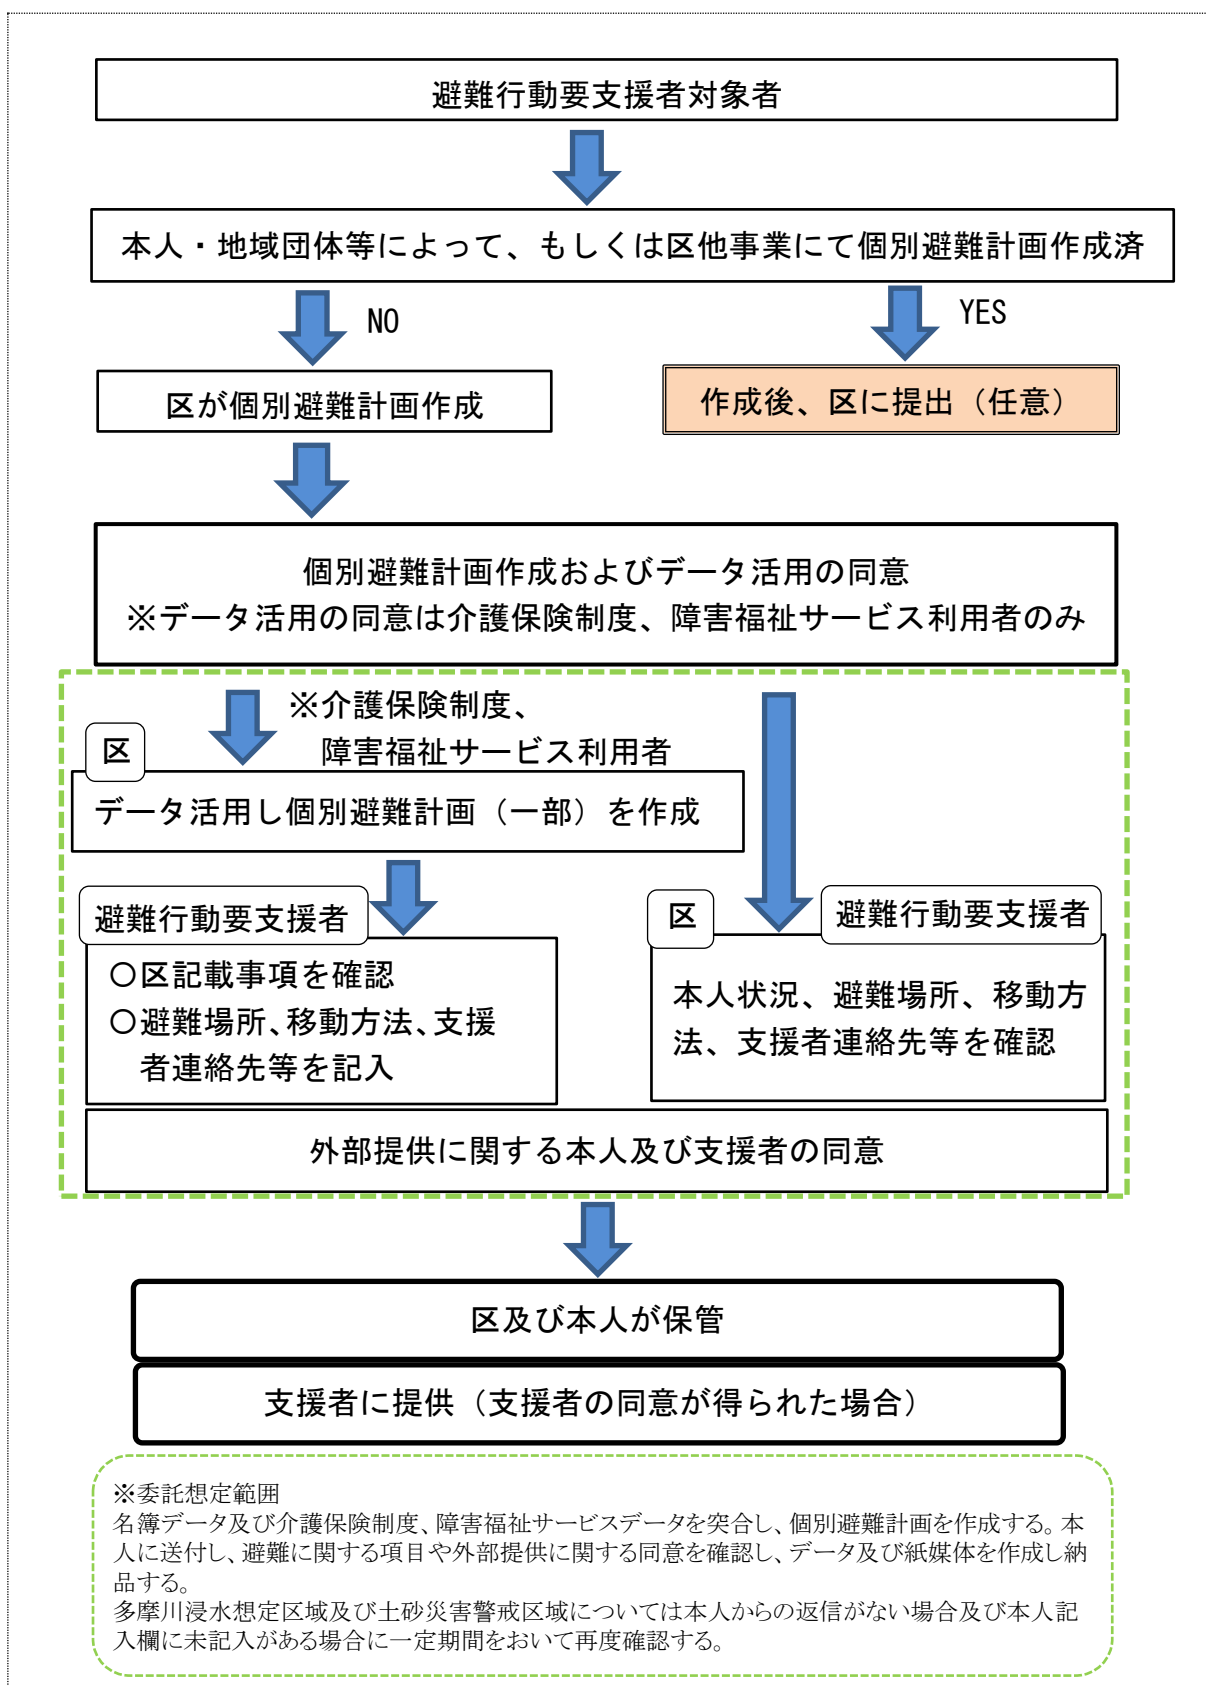 避難行動要支援者対象者
本人・地域団体等によって、もしくは区他事業にて個別避難計画作成済
NO
YES
区が個別避難計画作成
作成後、区に提出（任意）
個別避難計画作成およびデータ活用の同意
※データ活用の同意は介護保険制度、障害福祉サービス利用者のみ
※介護保険制度、
障害福祉サービス利用者
区
データ活用し個別避難計画（一部）を作成
避難行動要支援者
〇区記載事項を確認
〇避難場所、移動方法、支援
者連絡先等を記入
区
避難行動要支援者
本人状況、避難場所、移動方
法、支援者連絡先等を確認
外部提供に関する本人及び支援者の同意
区及び本人が保管
支援者に提供（支援者の同意が得られた場合）
※委託想定範囲
名簿データ及び介護保険制度、障害福祉サービスデータを突合し、個別避難計画を作成する。本
人に送付し、避難に関する項目や外部提供に関する同意を確認し、データ及び紙媒体を作成し納
品する。
多摩川浸水想定区域及び土砂災害警戒区域については本人からの返信がない場合及び本人記
入欄に未記入がある場合に一定期間をおいて再度確認する。